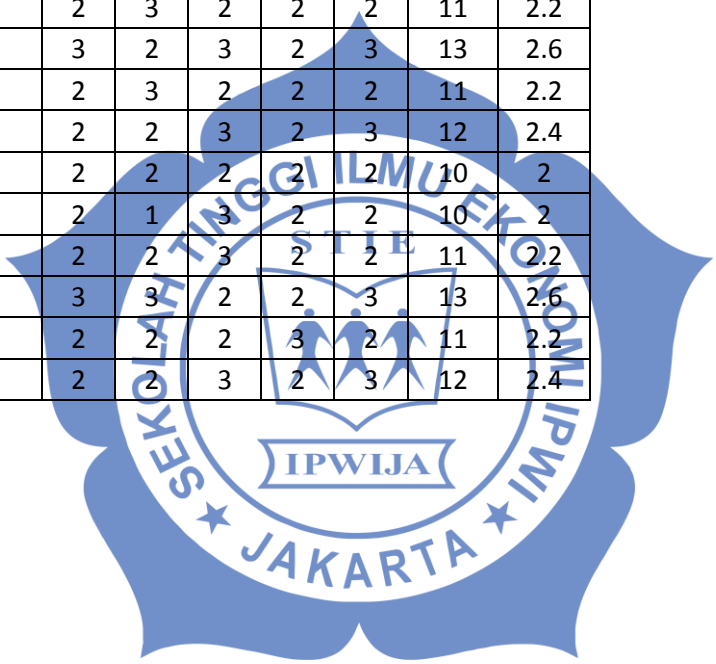 2 3 2 2 2 11 2.2
3 2 3 2 3 13 2.6
2 3 2 2 2 11 2.2
2 2 3 2 3 12 2.4
2 2 2 2 2 10 2
2 1 3 2 2 10 2
2 2 3 2 2 11 2.2
3 3 2 2 3 13 2.6
2 2 2 3 2 11 2.2
2 2 3 2 3 12 2.4
SEKOLAH TINGGI ILMU EKONOMI IPWI
STIE
IPWIJA
JAKARTA